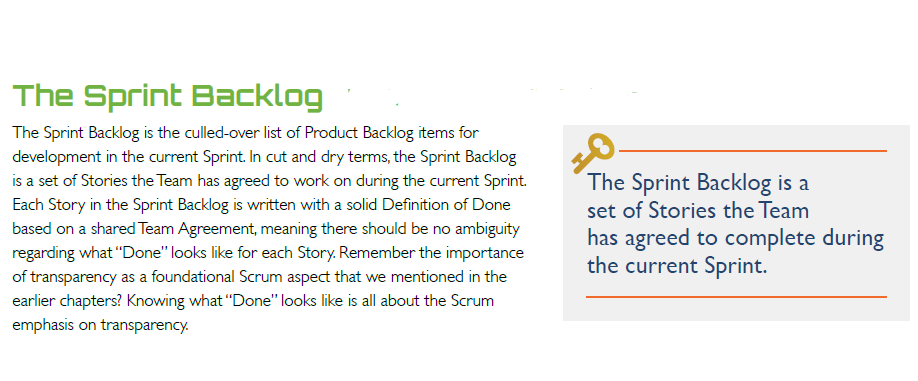 The Sprint Backlog
The Sprint Backlog is the culled-over list of Product Backlog items for
development in the current Sprint. In cut and dry terms, the Sprint Backlog
is a set of Stories the Team has agreed to work on during the current Sprint.
Each Story in the Sprint Backlog is written with a solid Definition of Done
based on a shared Team Agreement, meaning there should be no ambiguity
regarding what “Done” looks like for each Story. Remember the importance
of transparency as a foundational Scrum aspect that we mentioned in the
earlier chapters? Knowing what “Done” looks like is all about the Scrum
emphasis on transparency.
The Sprint Backlog is a
set of Stories the Team
has agreed to complete during
the current Sprint.